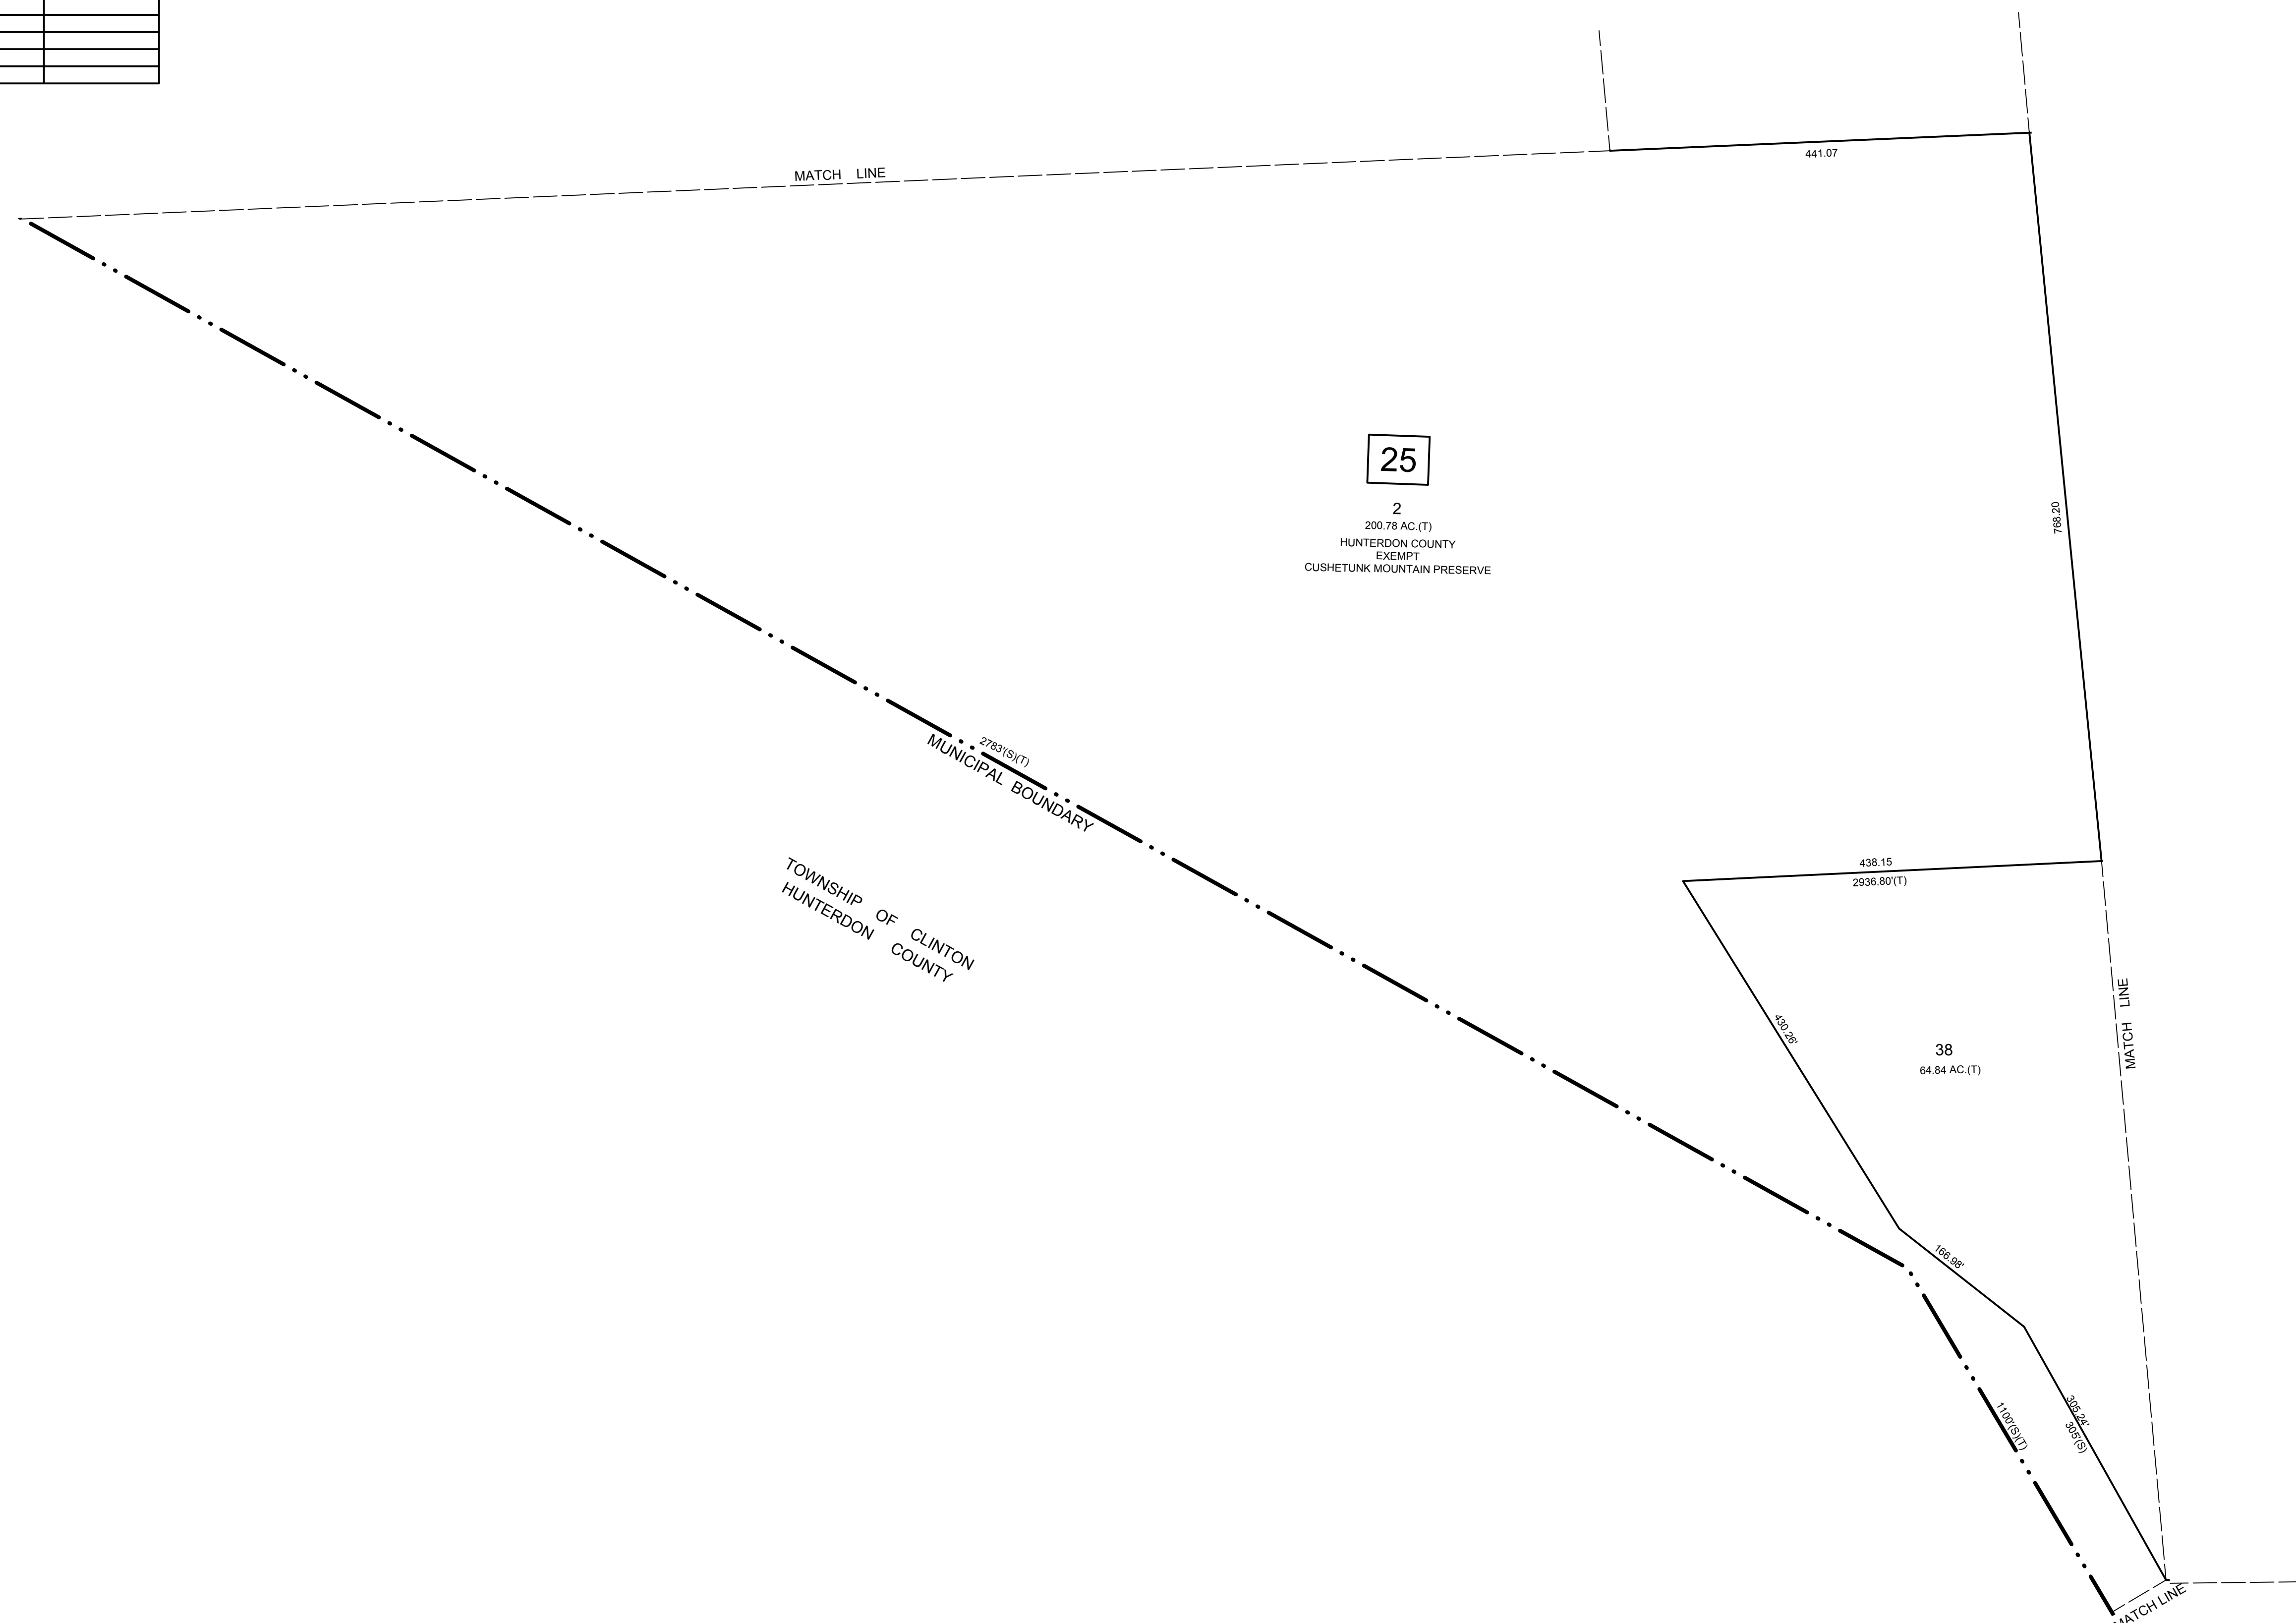 MATCH LINE
441.07
25
2
200.78 AC.(T)
HUNTERDON COUNTY
EXEMPT
CUSHETUNK MOUNTAIN PRESERVE
768.20
2783'(S)(T)
MUNICIPAL BOUNDARY
TOWNSHIP OF CLINTON
HUNTERDON COUNTY
438.15
2936.80'(T)
430.26'
38
64.84 AC.(T)
MATCH LINE
166.98'
305.24'
305'(S)
1100'(S)(T)
MATCH LINE